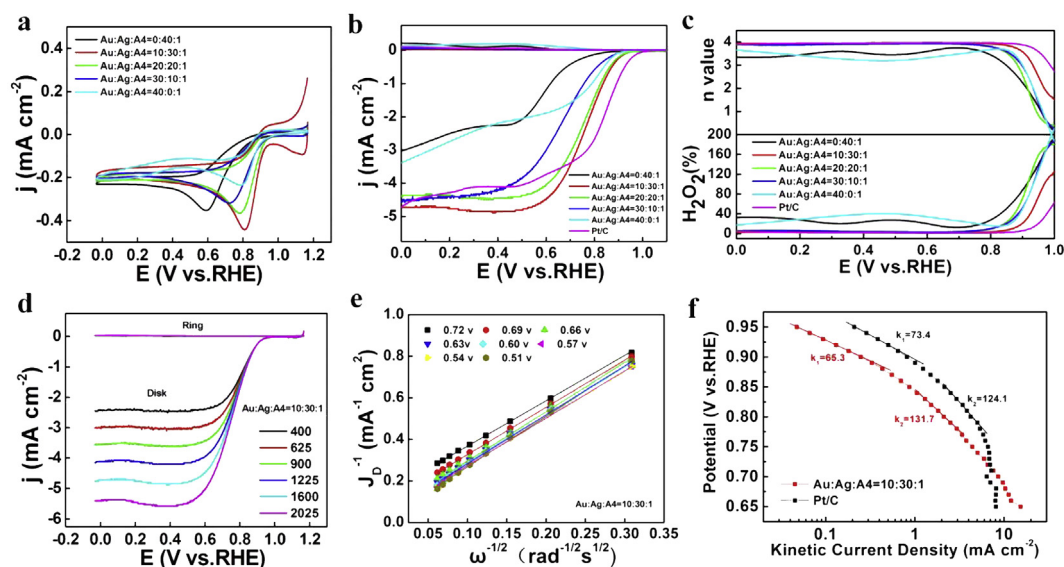 a
Au:Ag:A4=0:40:1
Au:Ag:A4=10:30:1
Au:Ag:A4=20:20:1
Au:Ag:A4=30:10:1
Au:Ag:A4=40:0:1
0.4
0.2
0.0
-0.2
-0.4
j (mA cm-2)
0.0 0.2 0.4 0.6 0.8 1.0 1.2
E (V vs.RHE)
b
0
-1
-2
-3
-4
-5
j (mA cm-2)
Au:Ag:A4=0:40:1
Au:Ag:A4=10:30:1
Au:Ag:A4=20:20:1
Au:Ag:A4=30:10:1
Au:Ag:A4=40:0:1
Pt/C
0.0 0.2 0.4 0.6 0.8 1.0
E (V vs.RHE)
c
4
3
2
1
n value
200
160
120
80
40
0
H2O2(%)
Au:Ag:A4=0:40:1
Au:Ag:A4=10:30:1
Au:Ag:A4=20:20:1
Au:Ag:A4=30:10:1
Au:Ag:A4=40:0:1
Pt/C
0.0 0.2 0.4 0.6 0.8 1.0
E (V vs.RHE)
d
Ring
Disk
Au:Ag:A4=10:30:1
400
625
900
1225
1600
2025
0
-1
-2
-3
-4
-5
-6
j (mA cm-2)
-0.2 0.0 0.2 0.4 0.6 0.8 1.0 1.2
E (V vs.RHE)
e
0.72 v 0.69 v 0.66 v
0.63v 0.60 v 0.57 v
0.54 v 0.51 v
1.0
0.8
0.6
0.4
0.2
0.0
JD-1 (mA-1 cm2)
Au:Ag:A4=10:30:1
0.05 0.10 0.15 0.20 0.25 0.30 0.35
ω-1/2 (rad-1/2s1/2)
f
k1=73.4
k1=65.3
k2=124.1
k2=131.7
0.95
0.90
0.85
0.80
0.75
0.70
0.65
Potential (V vs.RHE)
Au:Ag:A4=10:30:1
Pt/C
0.1 1 10
Kinetic Current Density (mA cm-2)